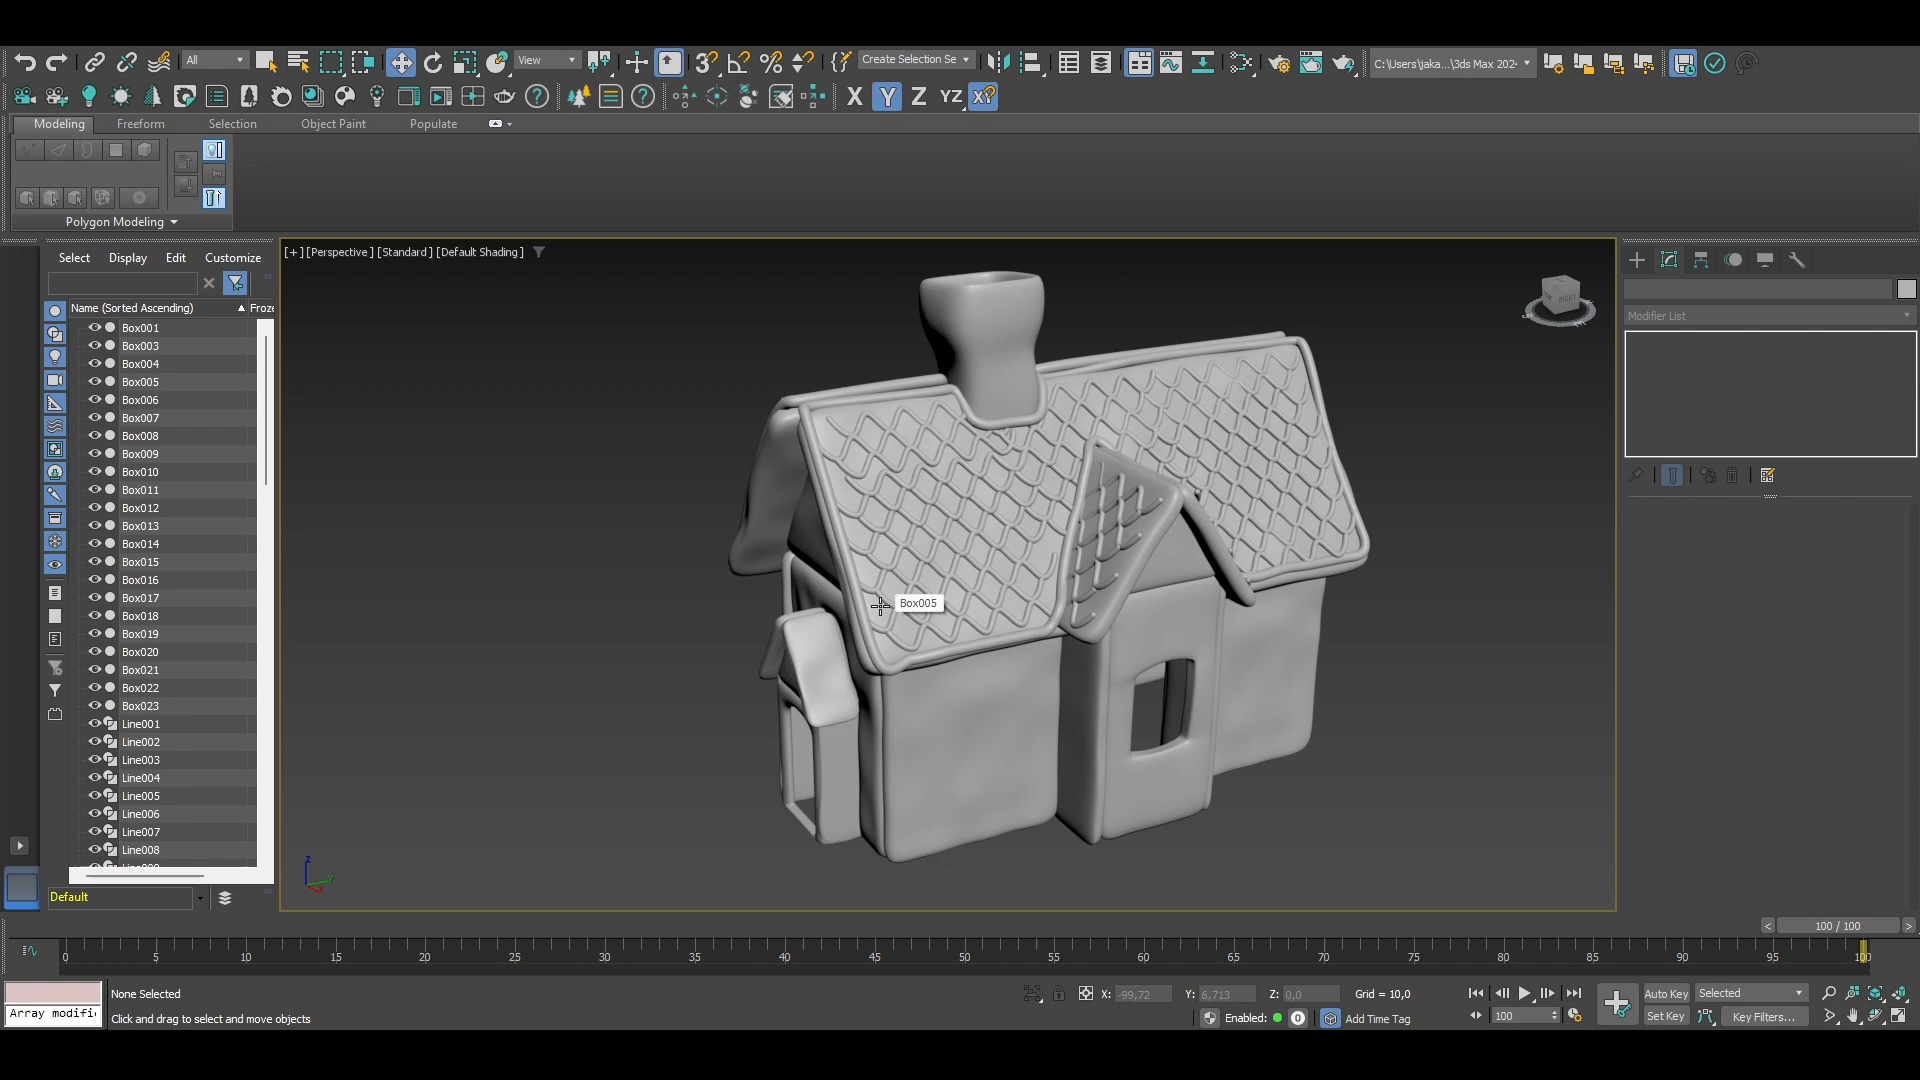 All
View
Create Selection Se
C:\Users\jaka...\3ds Max 202
X Y Z YZ XY
Modeling Freeform Selection Object Paint Populate
Polygon Modeling
Select Display Edit Customize
[+] [Perspective ] [Standard ] [Default Shading ]
Name (Sorted Ascending) Froze
Box001
Box003
Box004
Box005
Box006
Box007
Box008
Box009
Box010
Box011
Box012
Box013
Box014
Box015
Box016
Box017
Box018
Box019
Box020
Box021
Box022
Box023
Line001
Line002
Line003
Line004
Line005
Line006
Line007
Line008
Default
RIGHT
Box005
z
Modifier List
< 100 / 100 >
0 5 10 15 20 25 30 35 40 45 50 55 60 65 70 75 80 85 90 95 100
None Selected
X: -99,72 Y: 6,713 Z: 0,0 Grid = 10,0
Auto Key Selected
Array modifi
Click and drag to select and move objects
Enabled: 0 Add Time Tag
100
Set Key Key Filters...